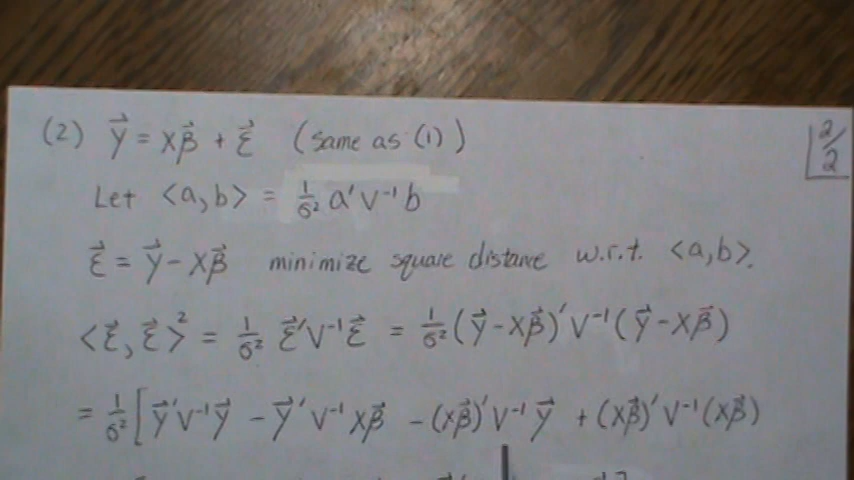 (2) y⃗ = Xβ⃗ + ε⃗ (same as (1))
2/2
Let <a,b> = 1/σ² a'V⁻¹b
ε⃗ = y⃗ - Xβ⃗ minimize square distance w.r.t. <a,b>.
<ε⃗, ε⃗>² = 1/σ² ε⃗'V⁻¹ε⃗ = 1/σ² (y⃗ - Xβ⃗)'V⁻¹(y⃗ - Xβ⃗)
= 1/σ² [y⃗'V⁻¹y⃗ - y⃗'V⁻¹Xβ⃗ - (Xβ⃗)'V⁻¹y⃗ + (Xβ⃗)'V⁻¹(Xβ⃗)